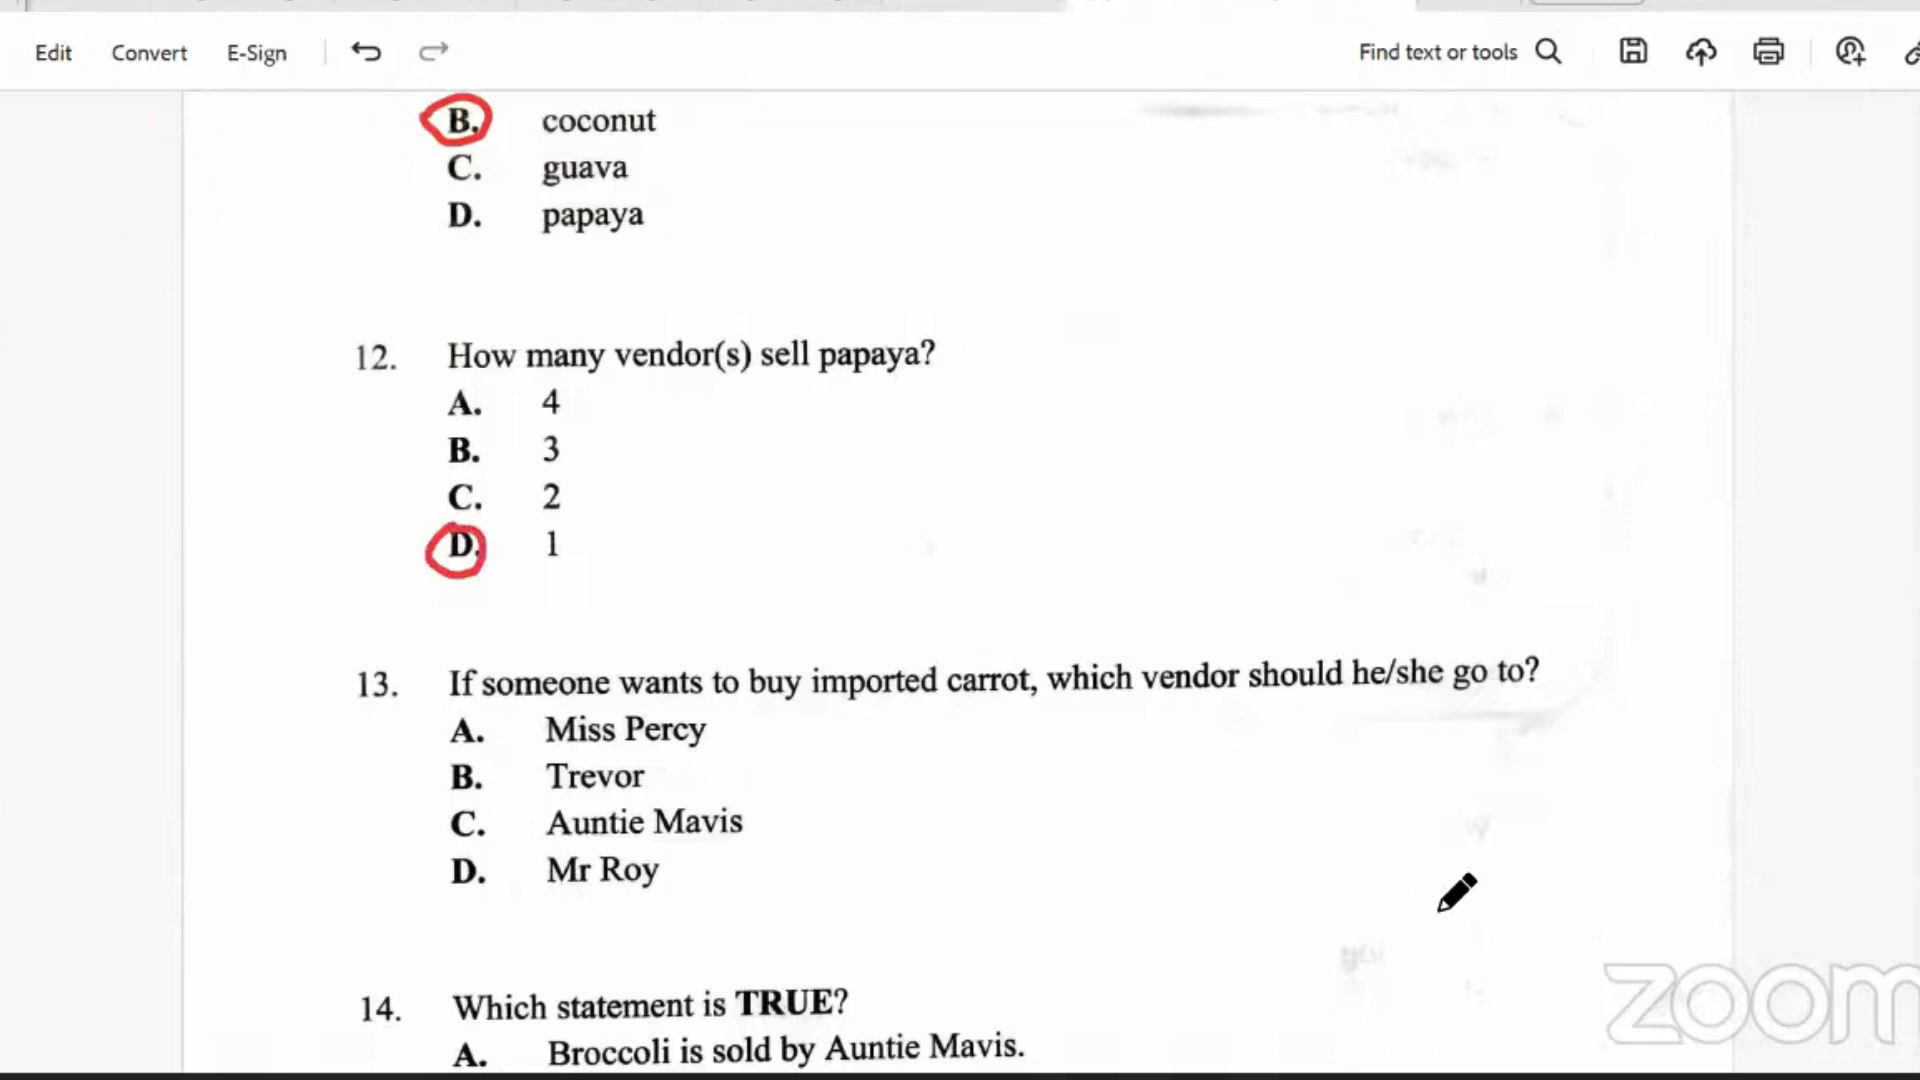 Edit Convert E-Sign Find text or tools
B. coconut
C. guava
D. papaya
12. How many vendor(s) sell papaya?
A. 4
B. 3
C. 2
D. 1
13. If someone wants to buy imported carrot, which vendor should he/she go to?
A. Miss Percy
B. Trevor
C. Auntie Mavis
D. Mr Roy
14. Which statement is TRUE?
A. Broccoli is sold by Auntie Mavis.
zoom